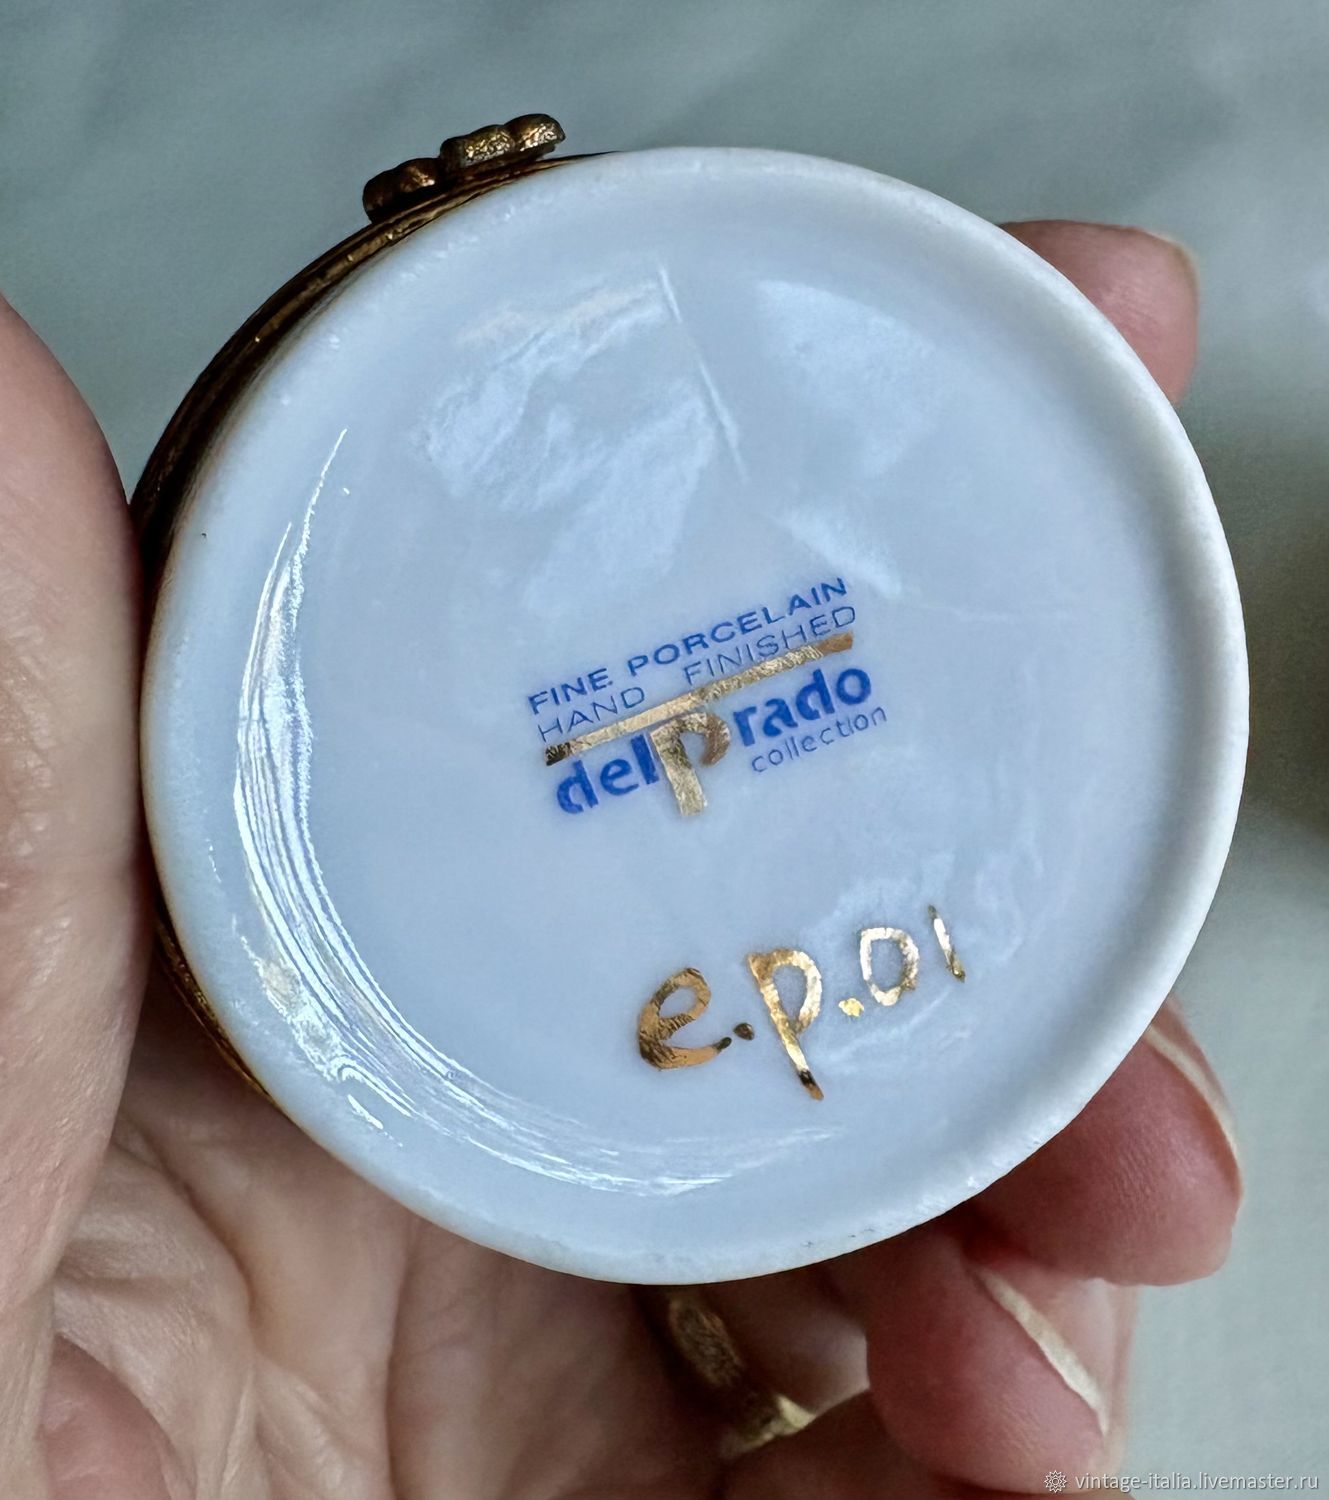 FINE PORCELAIN
HAND FINISHED
delprado
collection
e.p.01
vintage-italia.livemaster.ru